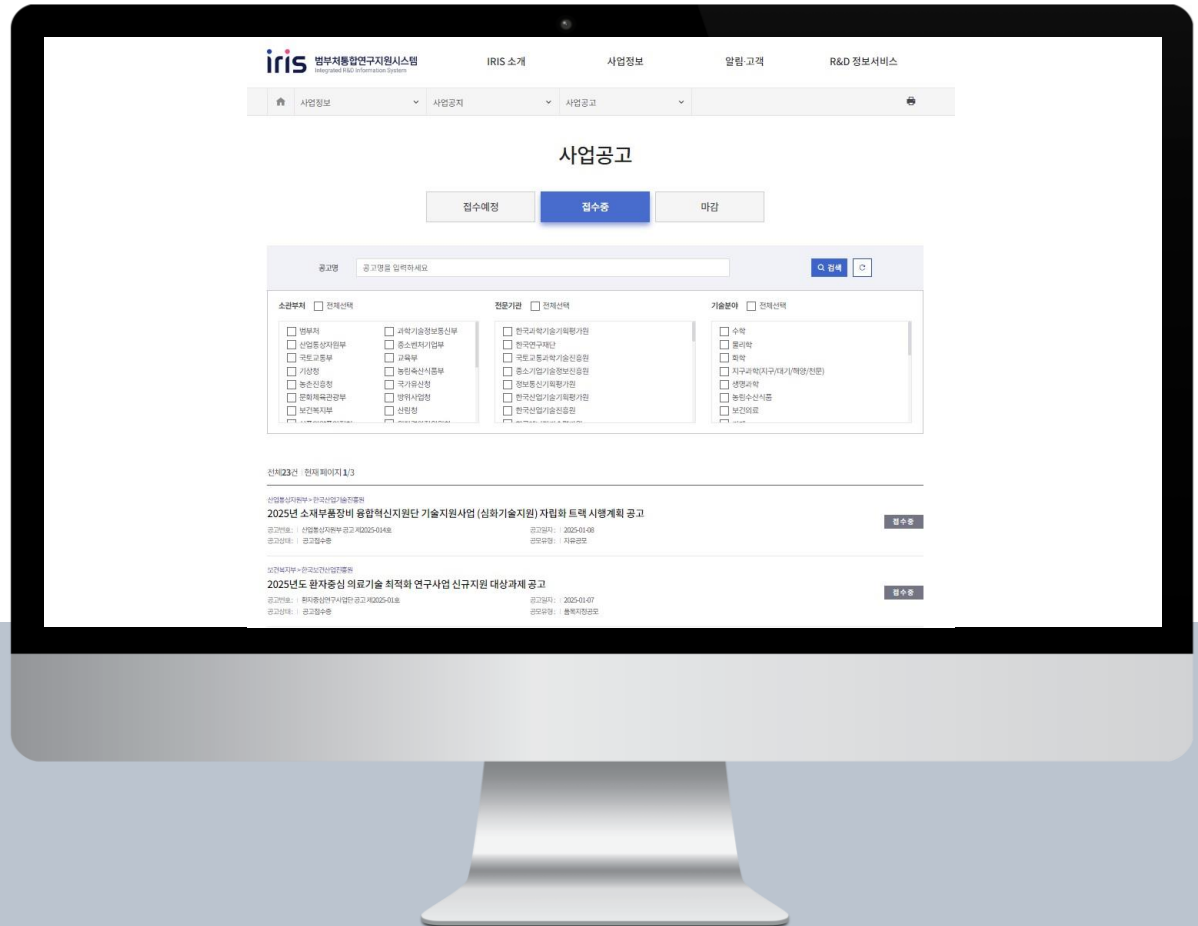 iris 범부처통합연구지원시스템
Integrated R&D Information System
IRIS 소개 사업정보 알림·고객 R&D 정보서비스
사업정보 사업공지 사업공고
사업공고
접수예정 접수중 마감
공고명 공고명을 입력하세요 검색
소관부처 전체선택 전문기관 전체선택 기술분야 전체선택
범부처 과학기술정보통신부 한국과학기술기획평가원 수학
산업통상자원부 중소벤처기업부 한국연구재단 물리학
국토교통부 교육부 국토교통과학기술진흥원 화학
기상청 농림축산식품부 중소기업기술정보진흥원 지구과학(지구/대기/해양/천문)
농촌진흥청 국가유산청 정보통신기획평가원 생명과학
문화체육관광부 방위사업청 한국산업기술기획평가원 농림수산식품
보건복지부 산림청 한국산업기술진흥원 보건의료
전체23건 현재 페이지 1/3
산업통상자원부 > 한국산업기술진흥원
2025년 소재부품장비 융합혁신지원단 기술지원사업 (심화기술지원) 자립화 트랙 시행계획 공고
접수중
공고번호 : 산업통상자원부 공고 제2025-014호 공고일자 : 2025-01-08
공고상태 : 공고접수중 공모유형 : 자유공모
보건복지부 > 한국보건산업진흥원
2025년도 환자중심 의료기술 최적화 연구사업 신규지원 대상과제 공고
접수중
공고번호 : 환자중심연구사업단 공고 제2025-01호 공고일자 : 2025-01-07
공고상태 : 공고접수중 공모유형 : 품목지정공모